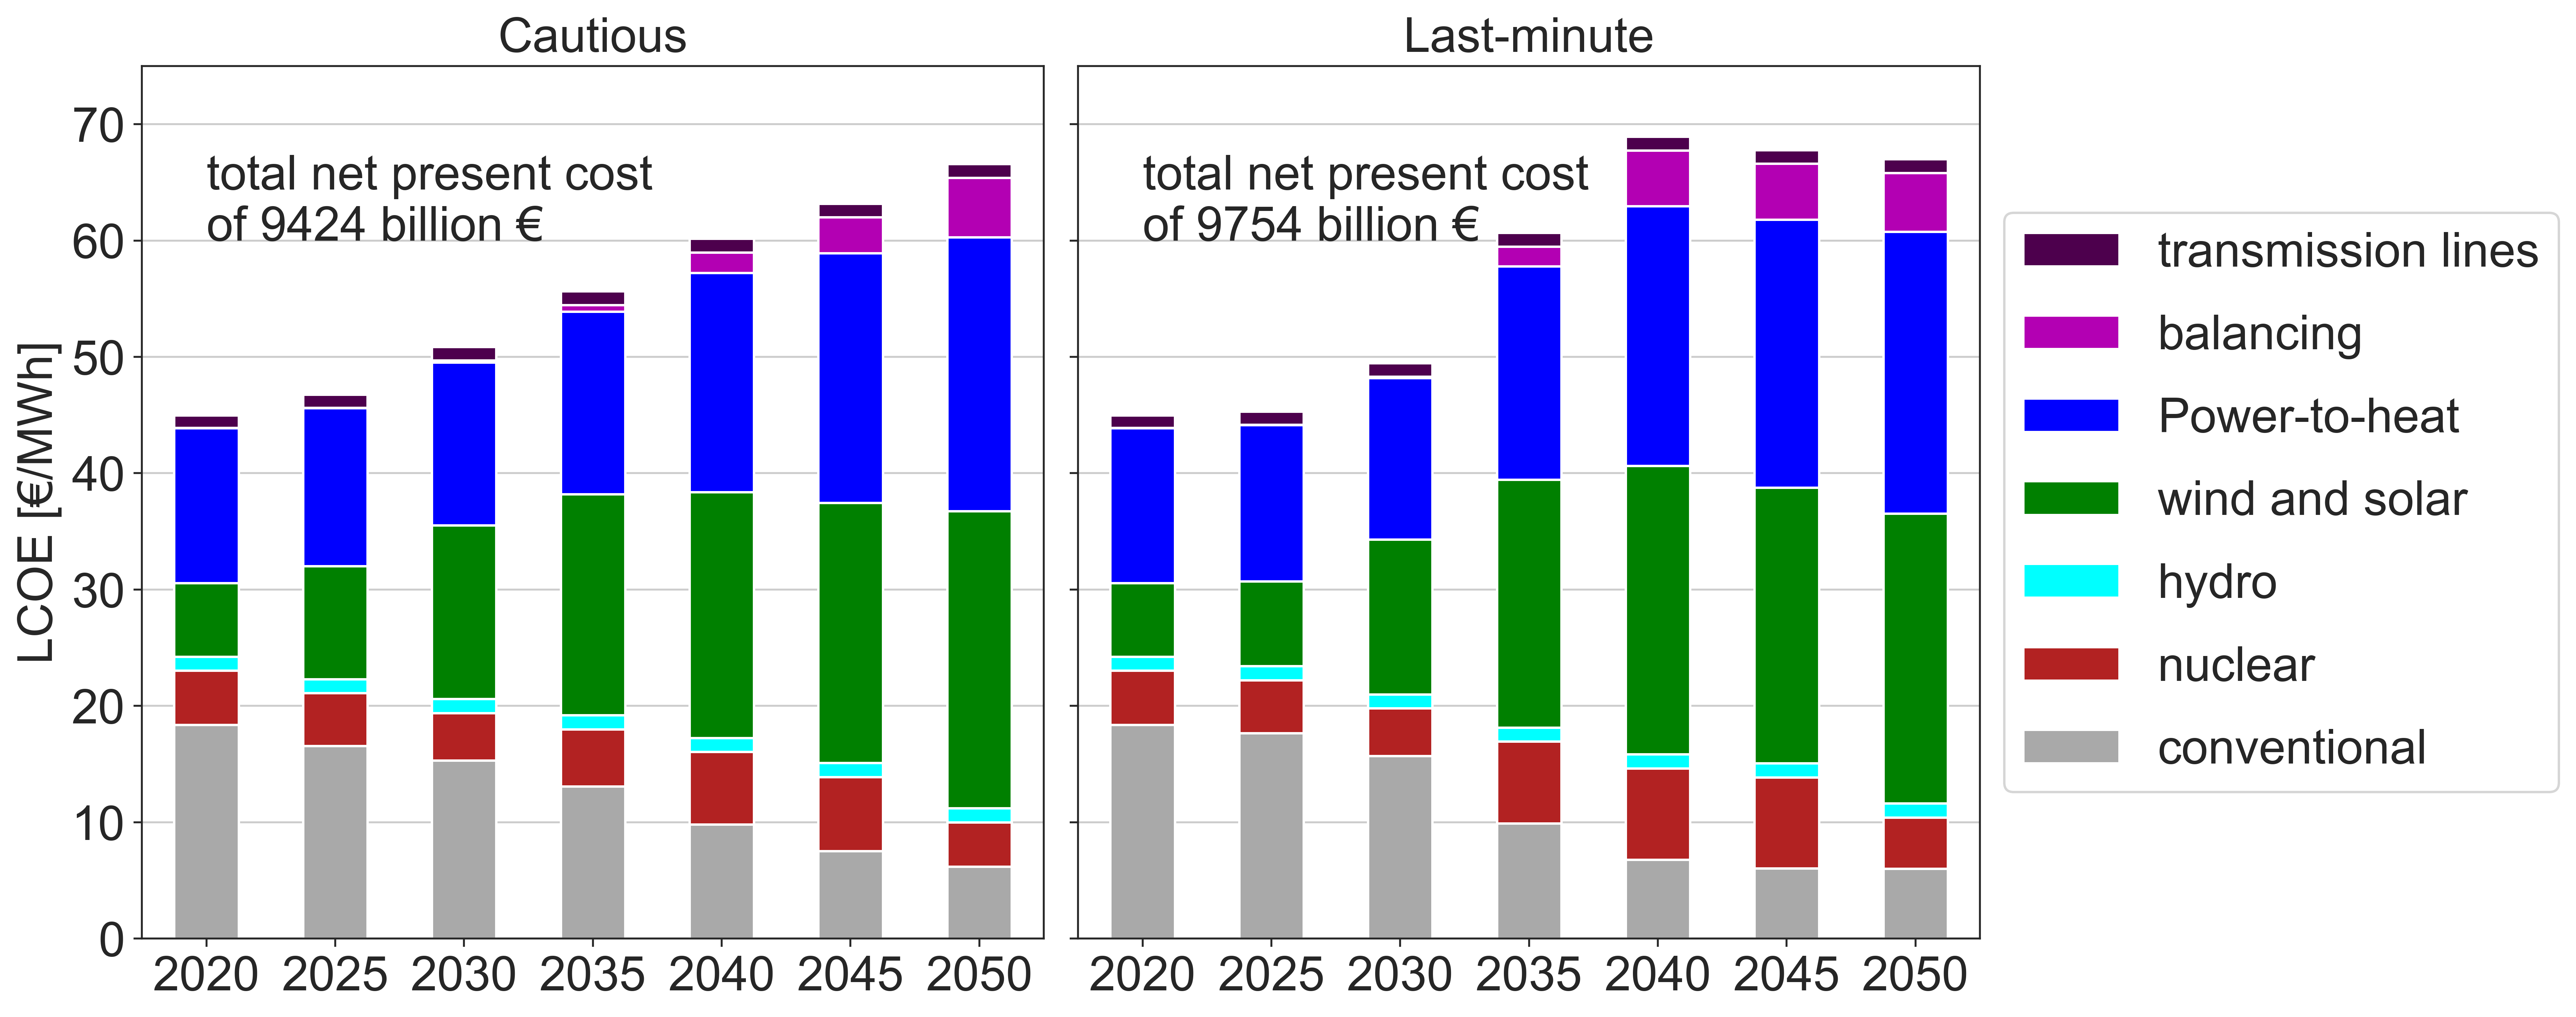 Cautious
Last-minute
LCOE [€/MWh]
70
60
50
40
30
20
10
0
total net present cost
of 9424 billion €
total net present cost
of 9754 billion €
2020 2025 2030 2035 2040 2045 2050
2020 2025 2030 2035 2040 2045 2050
transmission lines
balancing
Power-to-heat
wind and solar
hydro
nuclear
conventional